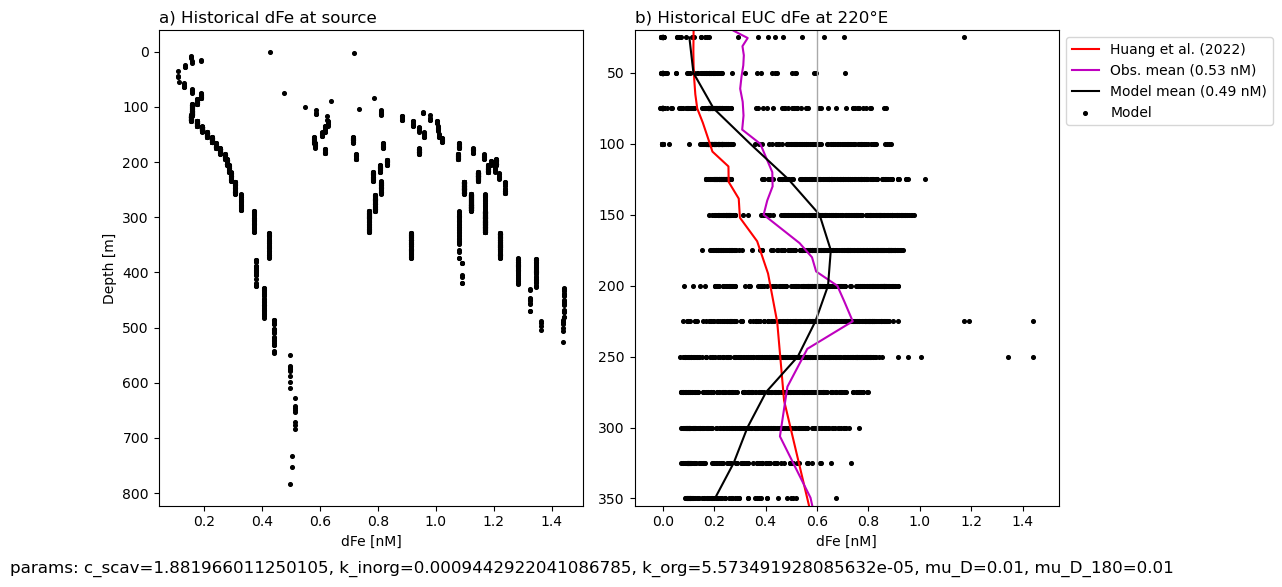 a) Historical dFe at source
b) Historical EUC dFe at 220°E
0
100
200
300
400
500
600
700
800
Depth [m]
0.2 0.4 0.6 0.8 1.0 1.2 1.4
dFe [nM]
50
100
150
200
250
300
350
0.0 0.2 0.4 0.6 0.8 1.0 1.2 1.4
dFe [nM]
Huang et al. (2022)
Obs. mean (0.53 nM)
Model mean (0.49 nM)
Model
params: c_scav=1.881966011250105, k_inorg=0.0009442922041086785, k_org=5.573491928085632e-05, mu_D=0.01, mu_D_180=0.01